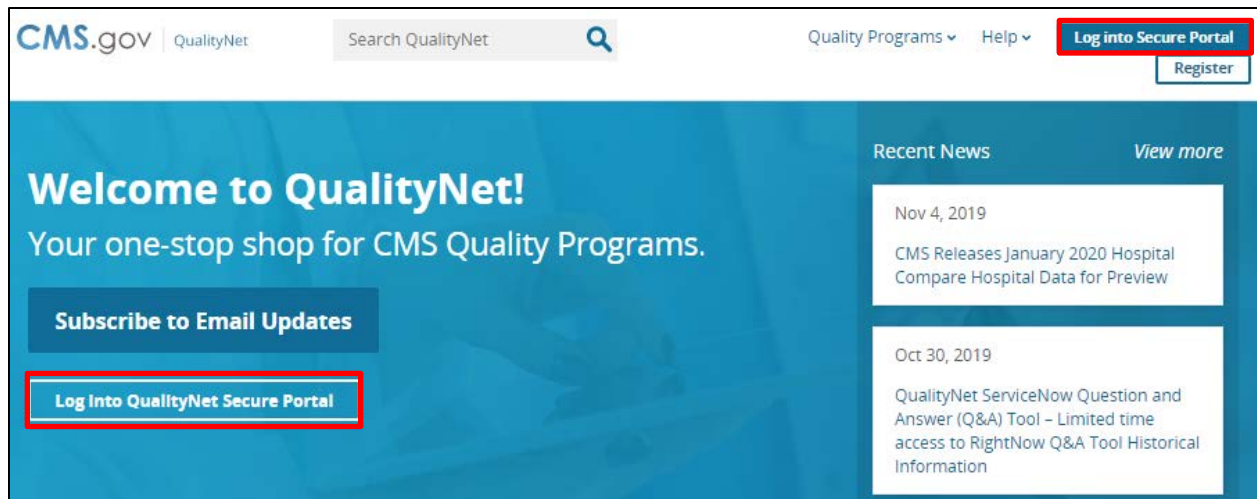 CMS.gov QualityNet
Search QualityNet
Quality Programs Help Log into Secure Portal
Register
Welcome to QualityNet!
Your one-stop shop for CMS Quality Programs.
Subscribe to Email Updates
Log Into QualityNet Secure Portal
Recent News View more
Nov 4, 2019
CMS Releases January 2020 Hospital
Compare Hospital Data for Preview
Oct 30, 2019
QualityNet ServiceNow Question and
Answer (Q&A) Tool – Limited time
access to RightNow Q&A Tool Historical
Information